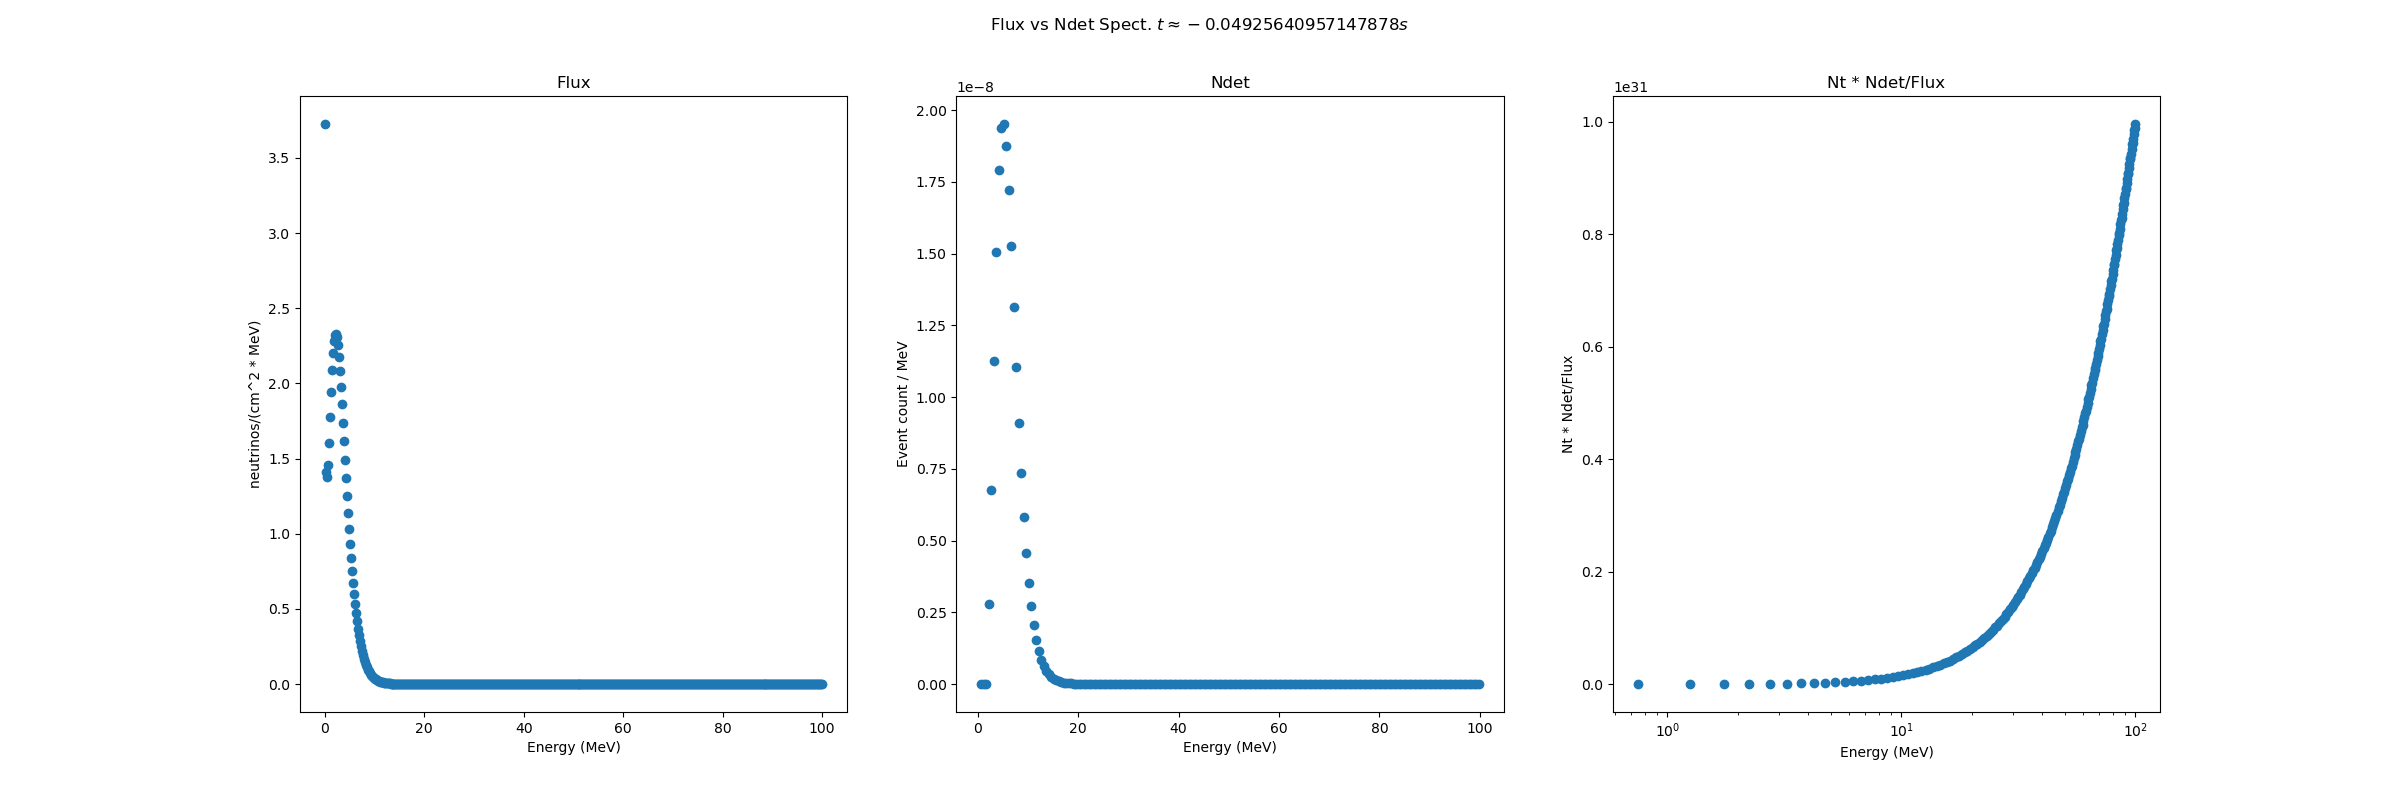 Flux vs Ndet Spect. t ≈ − 0.04925640957147878s
Flux
neutrinos/(cm^2 * MeV)
3.5
3.0
2.5
2.0
1.5
1.0
0.5
0.0
0 20 40 60 80 100
Energy (MeV)
Ndet
1e−8
Event count / MeV
2.00
1.75
1.50
1.25
1.00
0.75
0.50
0.25
0.00
0 20 40 60 80 100
Energy (MeV)
Nt * Ndet/Flux
1e31
Nt * Ndet/Flux
1.0
0.8
0.6
0.4
0.2
0.0
10^0 10^1 10^2
Energy (MeV)